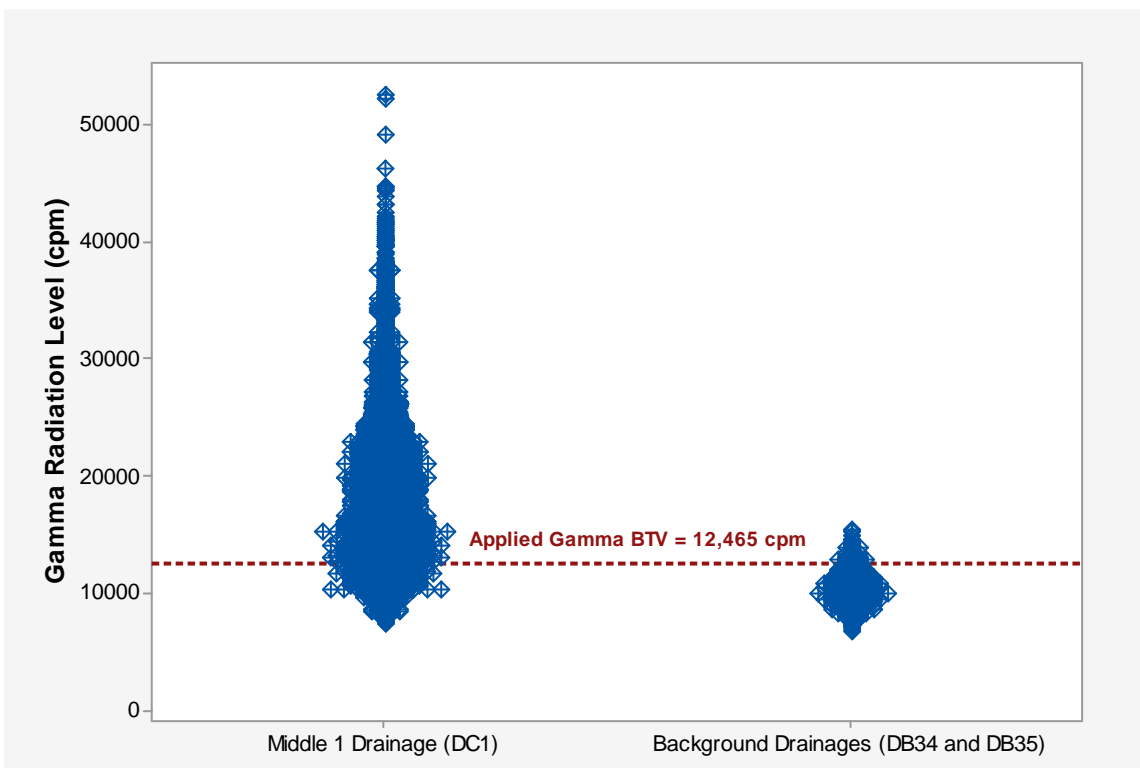 Gamma Radiation Level (cpm)
50000
40000
30000
20000
10000
0
Applied Gamma BTV = 12,465 cpm
Middle 1 Drainage (DC1)
Background Drainages (DB34 and DB35)